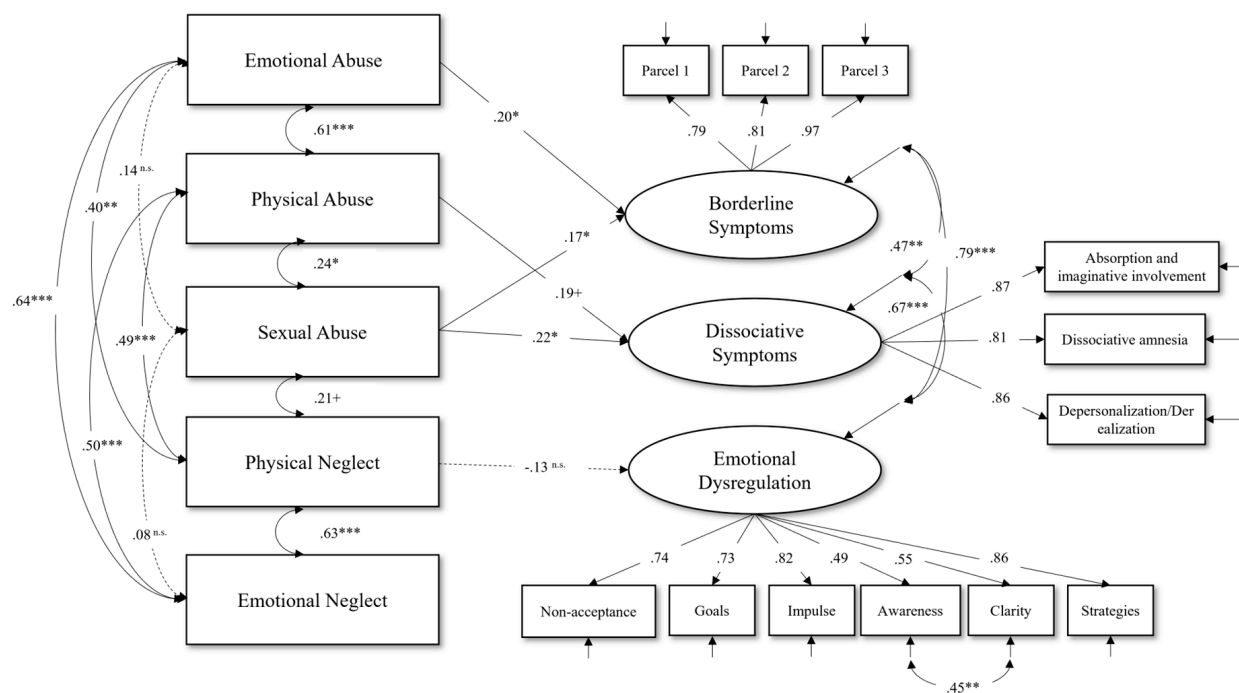 Emotional Abuse
Physical Abuse
Sexual Abuse
Physical Neglect
Emotional Neglect
.61***
.24*
.21+
.63***
.14 n.s.
.40**
.64***
.49***
.50***
.08 n.s.
.20*
.17*
.19+
.22*
-.13 n.s.
Parcel 1
Parcel 2
Parcel 3
.79
.81
.97
Borderline
Symptoms
Dissociative
Symptoms
Emotional
Dysregulation
.47**
.79***
.67***
.87
.81
.86
Absorption and
imaginative involvement
Dissociative amnesia
Depersonalization/Der
ealization
.74
.73
.82
.49
.55
.86
Non-acceptance
Goals
Impulse
Awareness
Clarity
Strategies
.45**